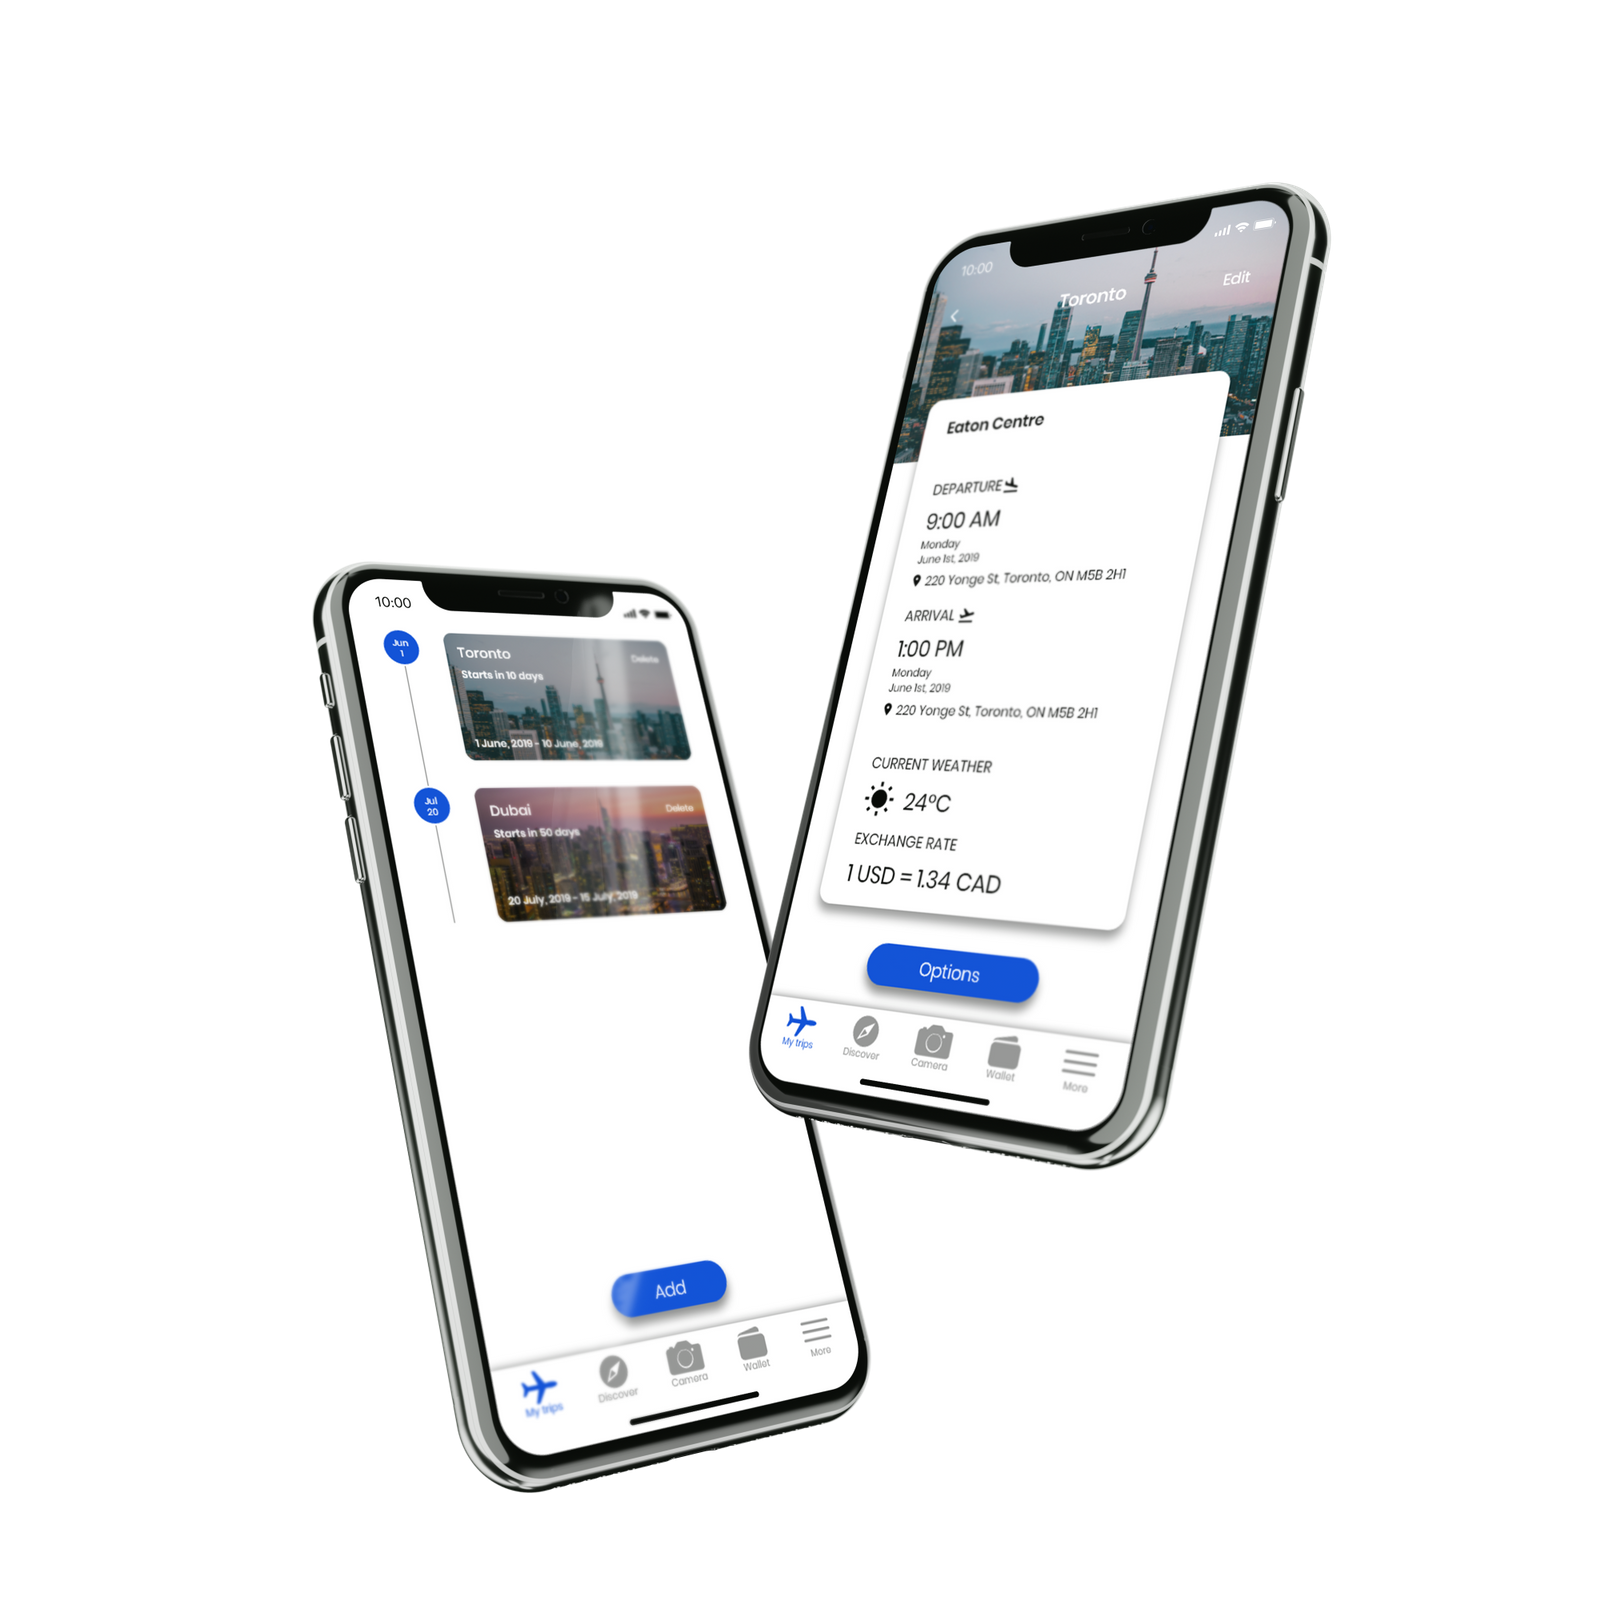 10:00
Jun
1
Toronto
Delete
Starts in 10 days
1 June, 2019 - 10 June, 2019
Jul
20
Dubai
Delete
Starts in 50 days
20 July, 2019 - 15 July, 2019
Add
My trips
Discover
Camera
Wallet
More
10:00
Toronto
Edit
Eaton Centre
DEPARTURE
9:00 AM
Monday
June 1st, 2019
220 Yonge St, Toronto, ON M5B 2H1
ARRIVAL
1:00 PM
Monday
June 1st, 2019
220 Yonge St, Toronto, ON M5B 2H1
CURRENT WEATHER
24°C
EXCHANGE RATE
1 USD = 1.34 CAD
Options
My trips
Discover
Camera
Wallet
More